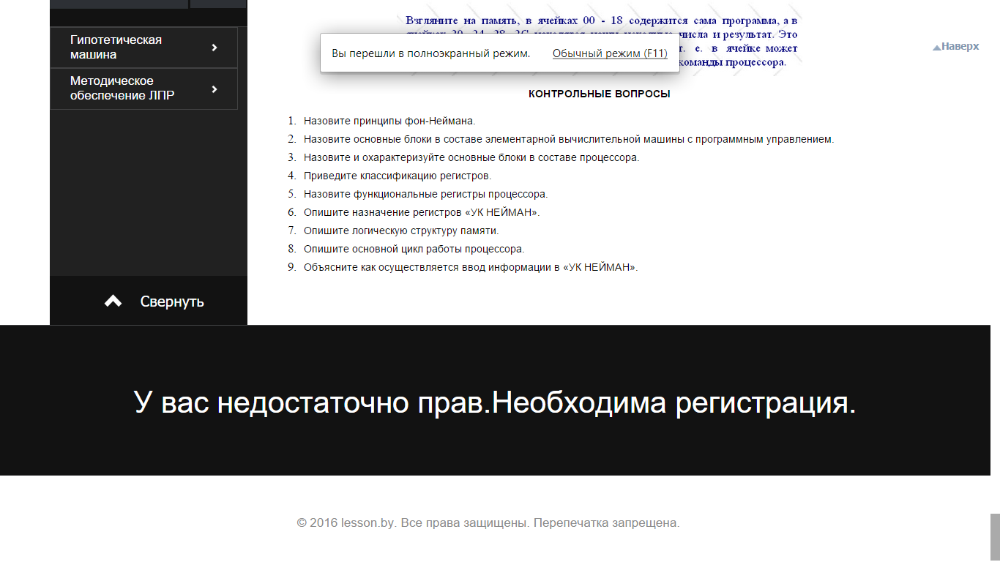 Гипотетическая
машина
Методическое
обеспечение ЛПР
Свернуть
Взгляните на память, в ячейках 00 - 18 содержится сама программа, а в
числа и результат. Это
т. е. в ячейке может
команды процессора.
Вы перешли в полноэкранный режим. Обычный режим (F11)
Наверх
КОНТРОЛЬНЫЕ ВОПРОСЫ
1. Назовите принципы фон-Неймана.
2. Назовите основные блоки в составе элементарной вычислительной машины с программным управлением.
3. Назовите и охарактеризуйте основные блоки в составе процессора.
4. Приведите классификацию регистров.
5. Назовите функциональные регистры процессора.
6. Опишите назначение регистров «УК НЕЙМАН».
7. Опишите логическую структуру памяти.
8. Опишите основной цикл работы процессора.
9. Объясните как осуществляется ввод информации в «УК НЕЙМАН».
У вас недостаточно прав.Необходима регистрация.
© 2016 lesson.by. Все права защищены. Перепечатка запрещена.